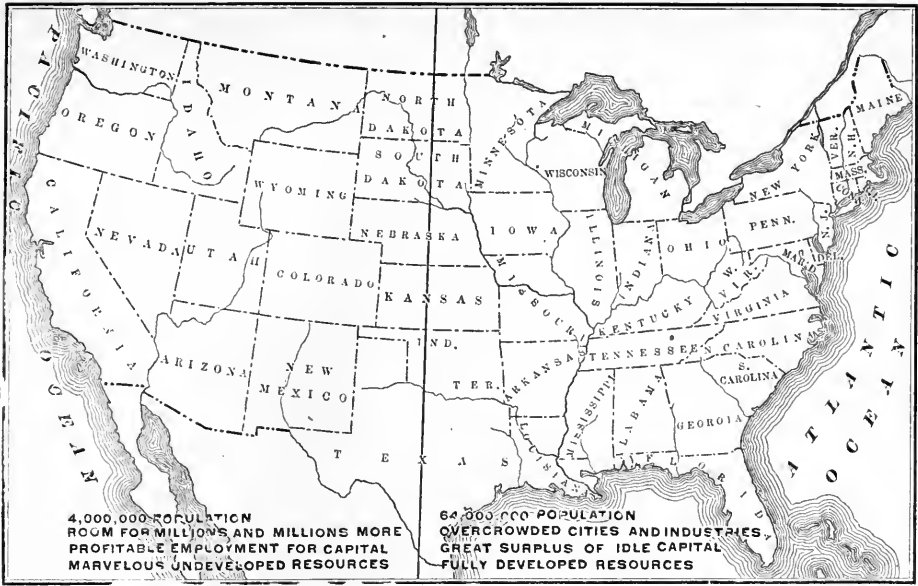 WASHINGTON
IDAHO
MONTAN
NORTH
DAKOTA
SOUTH
DAKOTA
MINNESOTA
MICHIGAN
WISCONSIN
MAINE
VER.
N.H.
MASS.
NEW YORK
PENN.
N.J.
DEL.
MARD.
OREGON
WYOMING
NEBRASKA
IOWA
ILLINOIS
INDIANA
OHIO
W. VIR.
VIRGINIA
CALIFORNIA
NEVADA
UTAH
COLORADO
KANSAS
MISSOURI
KENTUCKY
TENNESSEE
N CAROLINA
S. CAROLINA
ARIZONA
NEW
MEXICO
IND.
TER.
ARKANSAS
MISSISSIPPI
ALABAMA
GEORGIA
TEXAS
LOUISIANA
FLORIDA
PACIFIC OCEAN
ATLANTIC
OCEAN
4,000,000 POPULATION
ROOM FOR MILLIONS AND MILLIONS MORE
PROFITABLE EMPLOYMENT FOR CAPITAL
MARVELOUS UNDEVELOPED RESOURCES
64,000,000 POPULATION
OVERCROWDED CITIES AND INDUSTRIES
GREAT SURPLUS OF IDLE CAPITAL
FULLY DEVELOPED RESOURCES